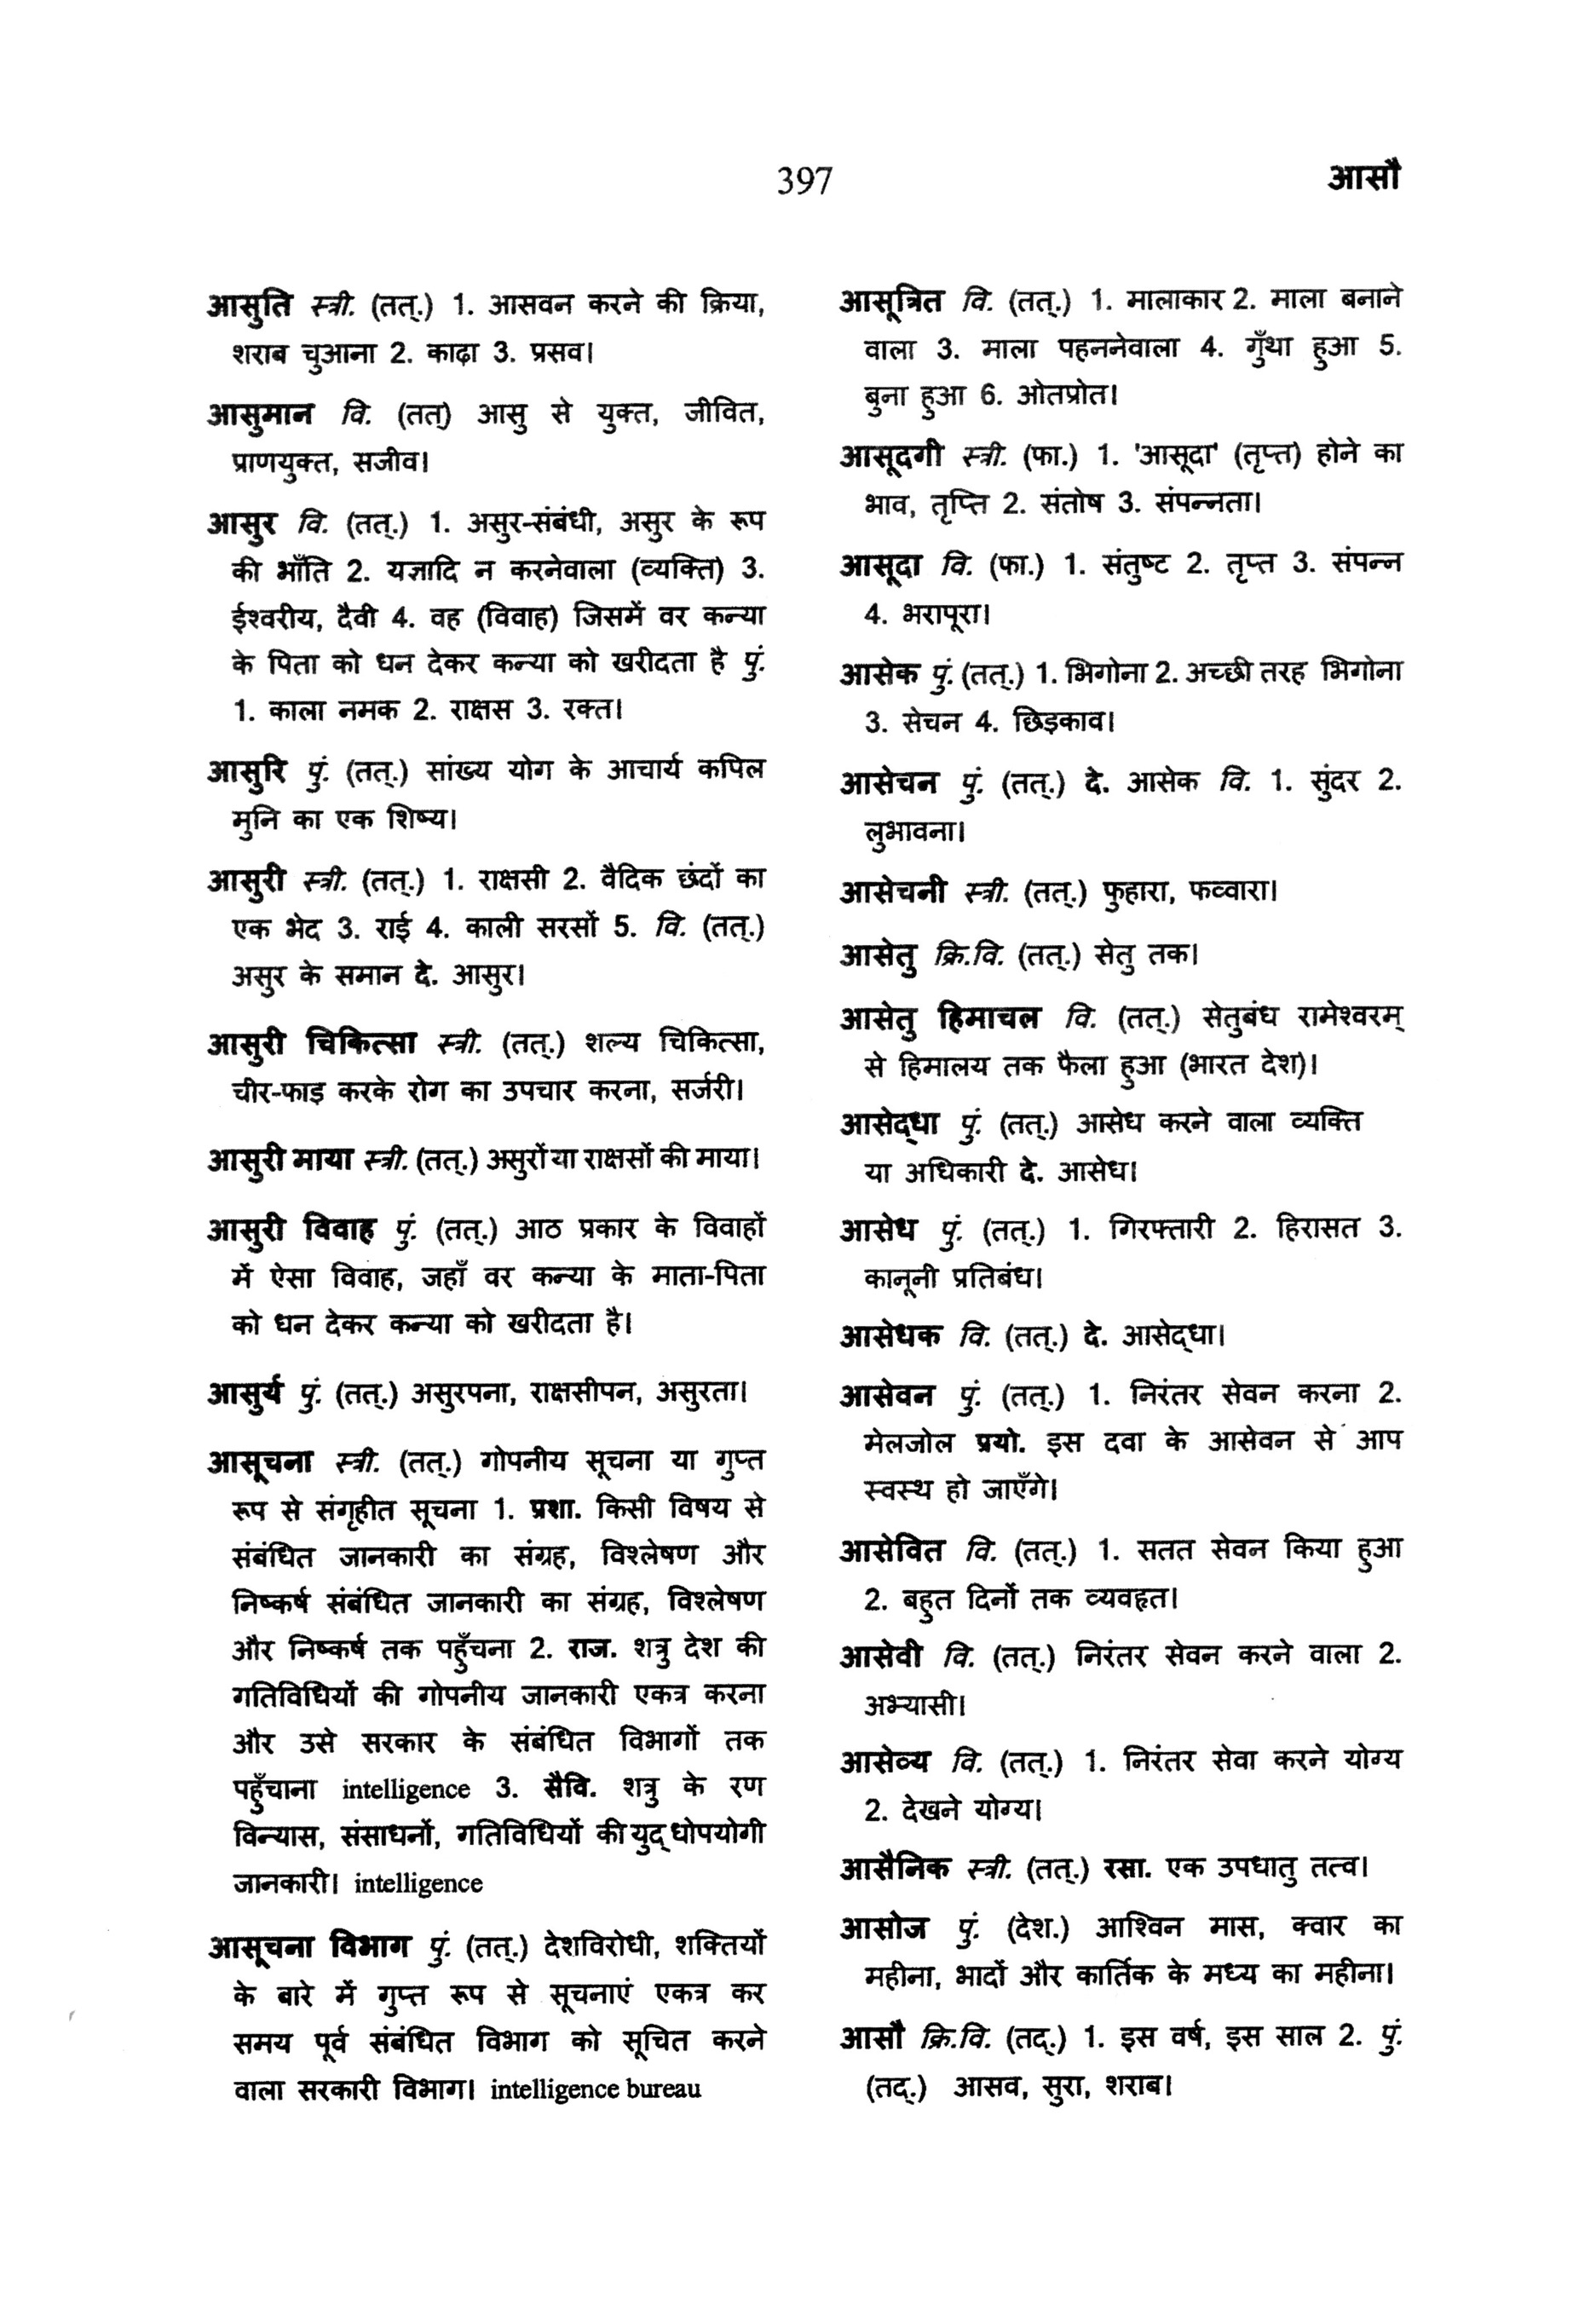 397
आसौ
आसुति स्त्री. (तत्.) 1. आसवन करने की क्रिया,
शराब चुआना 2. काढ़ा 3. प्रसव।
आसुमान वि. (तत्) आसु से युक्त, जीवित,
प्राणयुक्त, सजीव।
आसुर वि. (तत्.) 1. असुर-संबंधी, असुर के रूप
की भाँति 2. यज्ञादि न करनेवाला (व्यक्ति) 3.
ईश्वरीय, दैवी 4. वह (विवाह) जिसमें वर कन्या
के पिता को धन देकर कन्या को खरीदता है पुं.
1. काला नमक 2. राक्षस 3. रक्त।
आसुरि पुं. (तत्.) सांख्य योग के आचार्य कपिल
मुनि का एक शिष्य।
आसुरी स्त्री. (तत्.) 1. राक्षसी 2. वैदिक छंदों का
एक भेद 3. राई 4. काली सरसों 5. वि. (तत्.)
असुर के समान दे. आसुर।
आसुरी चिकित्सा स्त्री. (तत्.) शल्य चिकित्सा,
चीर-फाड़ करके रोग का उपचार करना, सर्जरी।
आसुरी माया स्त्री. (तत्.) असुरों या राक्षसों की माया।
आसुरी विवाह पुं. (तत्.) आठ प्रकार के विवाहों
में ऐसा विवाह, जहाँ वर कन्या के माता-पिता
को धन देकर कन्या को खरीदता है।
आसुर्य पुं. (तत्.) असुरपना, राक्षसीपन, असुरता।
आसूचना स्त्री. (तत्.) गोपनीय सूचना या गुप्त
रूप से संगृहीत सूचना 1. प्रशा. किसी विषय से
संबंधित जानकारी का संग्रह, विश्लेषण और
निष्कर्ष संबंधित जानकारी का संग्रह, विश्लेषण
और निष्कर्ष तक पहुँचना 2. राज. शत्रु देश की
गतिविधियों की गोपनीय जानकारी एकत्र करना
और उसे सरकार के संबंधित विभागों तक
पहुँचाना intelligence 3. सैवि. शत्रु के रण
विन्यास, संसाधनों, गतिविधियों की युद्धोपयोगी
जानकारी। intelligence
आसूचना विभाग पुं. (तत्.) देशविरोधी, शक्तियों
के बारे में गुप्त रूप से सूचनाएं एकत्र कर
समय पूर्व संबंधित विभाग को सूचित करने
वाला सरकारी विभाग। intelligence bureau
आसूत्रित वि. (तत्.) 1. मालाकार 2. माला बनाने
वाला 3. माला पहननेवाला 4. गुँथा हुआ 5.
बुना हुआ 6. ओतप्रोत।
आसूदगी स्त्री. (फा.) 1. 'आसूदा' (तृप्त) होने का
भाव, तृप्ति 2. संतोष 3. संपन्नता।
आसूदा वि. (फा.) 1. संतुष्ट 2. तृप्त 3. संपन्न
4. भरापूरा।
आसेक पुं. (तत्.) 1. भिगोना 2. अच्छी तरह भिगोना
3. सेचन 4. छिड़काव।
आसेचन पुं. (तत्.) दे. आसेक वि. 1. सुंदर 2.
लुभावना।
आसेचनी स्त्री. (तत्.) फुहारा, फव्वारा।
आसेतु क्रि.वि. (तत्.) सेतु तक।
आसेतु हिमाचल वि. (तत्.) सेतुबंध रामेश्वरम्
से हिमालय तक फैला हुआ (भारत देश)।
आसेद्धा पुं. (तत्.) आसेध करने वाला व्यक्ति
या अधिकारी दे. आसेध।
आसेध पुं. (तत्.) 1. गिरफ्तारी 2. हिरासत 3.
कानूनी प्रतिबंध।
आसेधक वि. (तत्.) दे. आसेद्धा।
आसेवन पुं. (तत्.) 1. निरंतर सेवन करना 2.
मेलजोल प्रयो. इस दवा के आसेवन से आप
स्वस्थ हो जाएँगे।
आसेवित वि. (तत्.) 1. सतत सेवन किया हुआ
2. बहुत दिनों तक व्यवहृत।
आसेवी वि. (तत्.) निरंतर सेवन करने वाला 2.
अभ्यासी।
आसेव्य वि. (तत्.) 1. निरंतर सेवा करने योग्य
2. देखने योग्य।
आसैनिक स्त्री. (तत्.) रसा. एक उपधातु तत्व।
आसोज पुं. (देश.) आश्विन मास, क्वार का
महीना, भादों और कार्तिक के मध्य का महीना।
आसौ क्रि.वि. (तद्.) 1. इस वर्ष, इस साल 2. पुं.
(तद्.) आसव, सुरा, शराब।